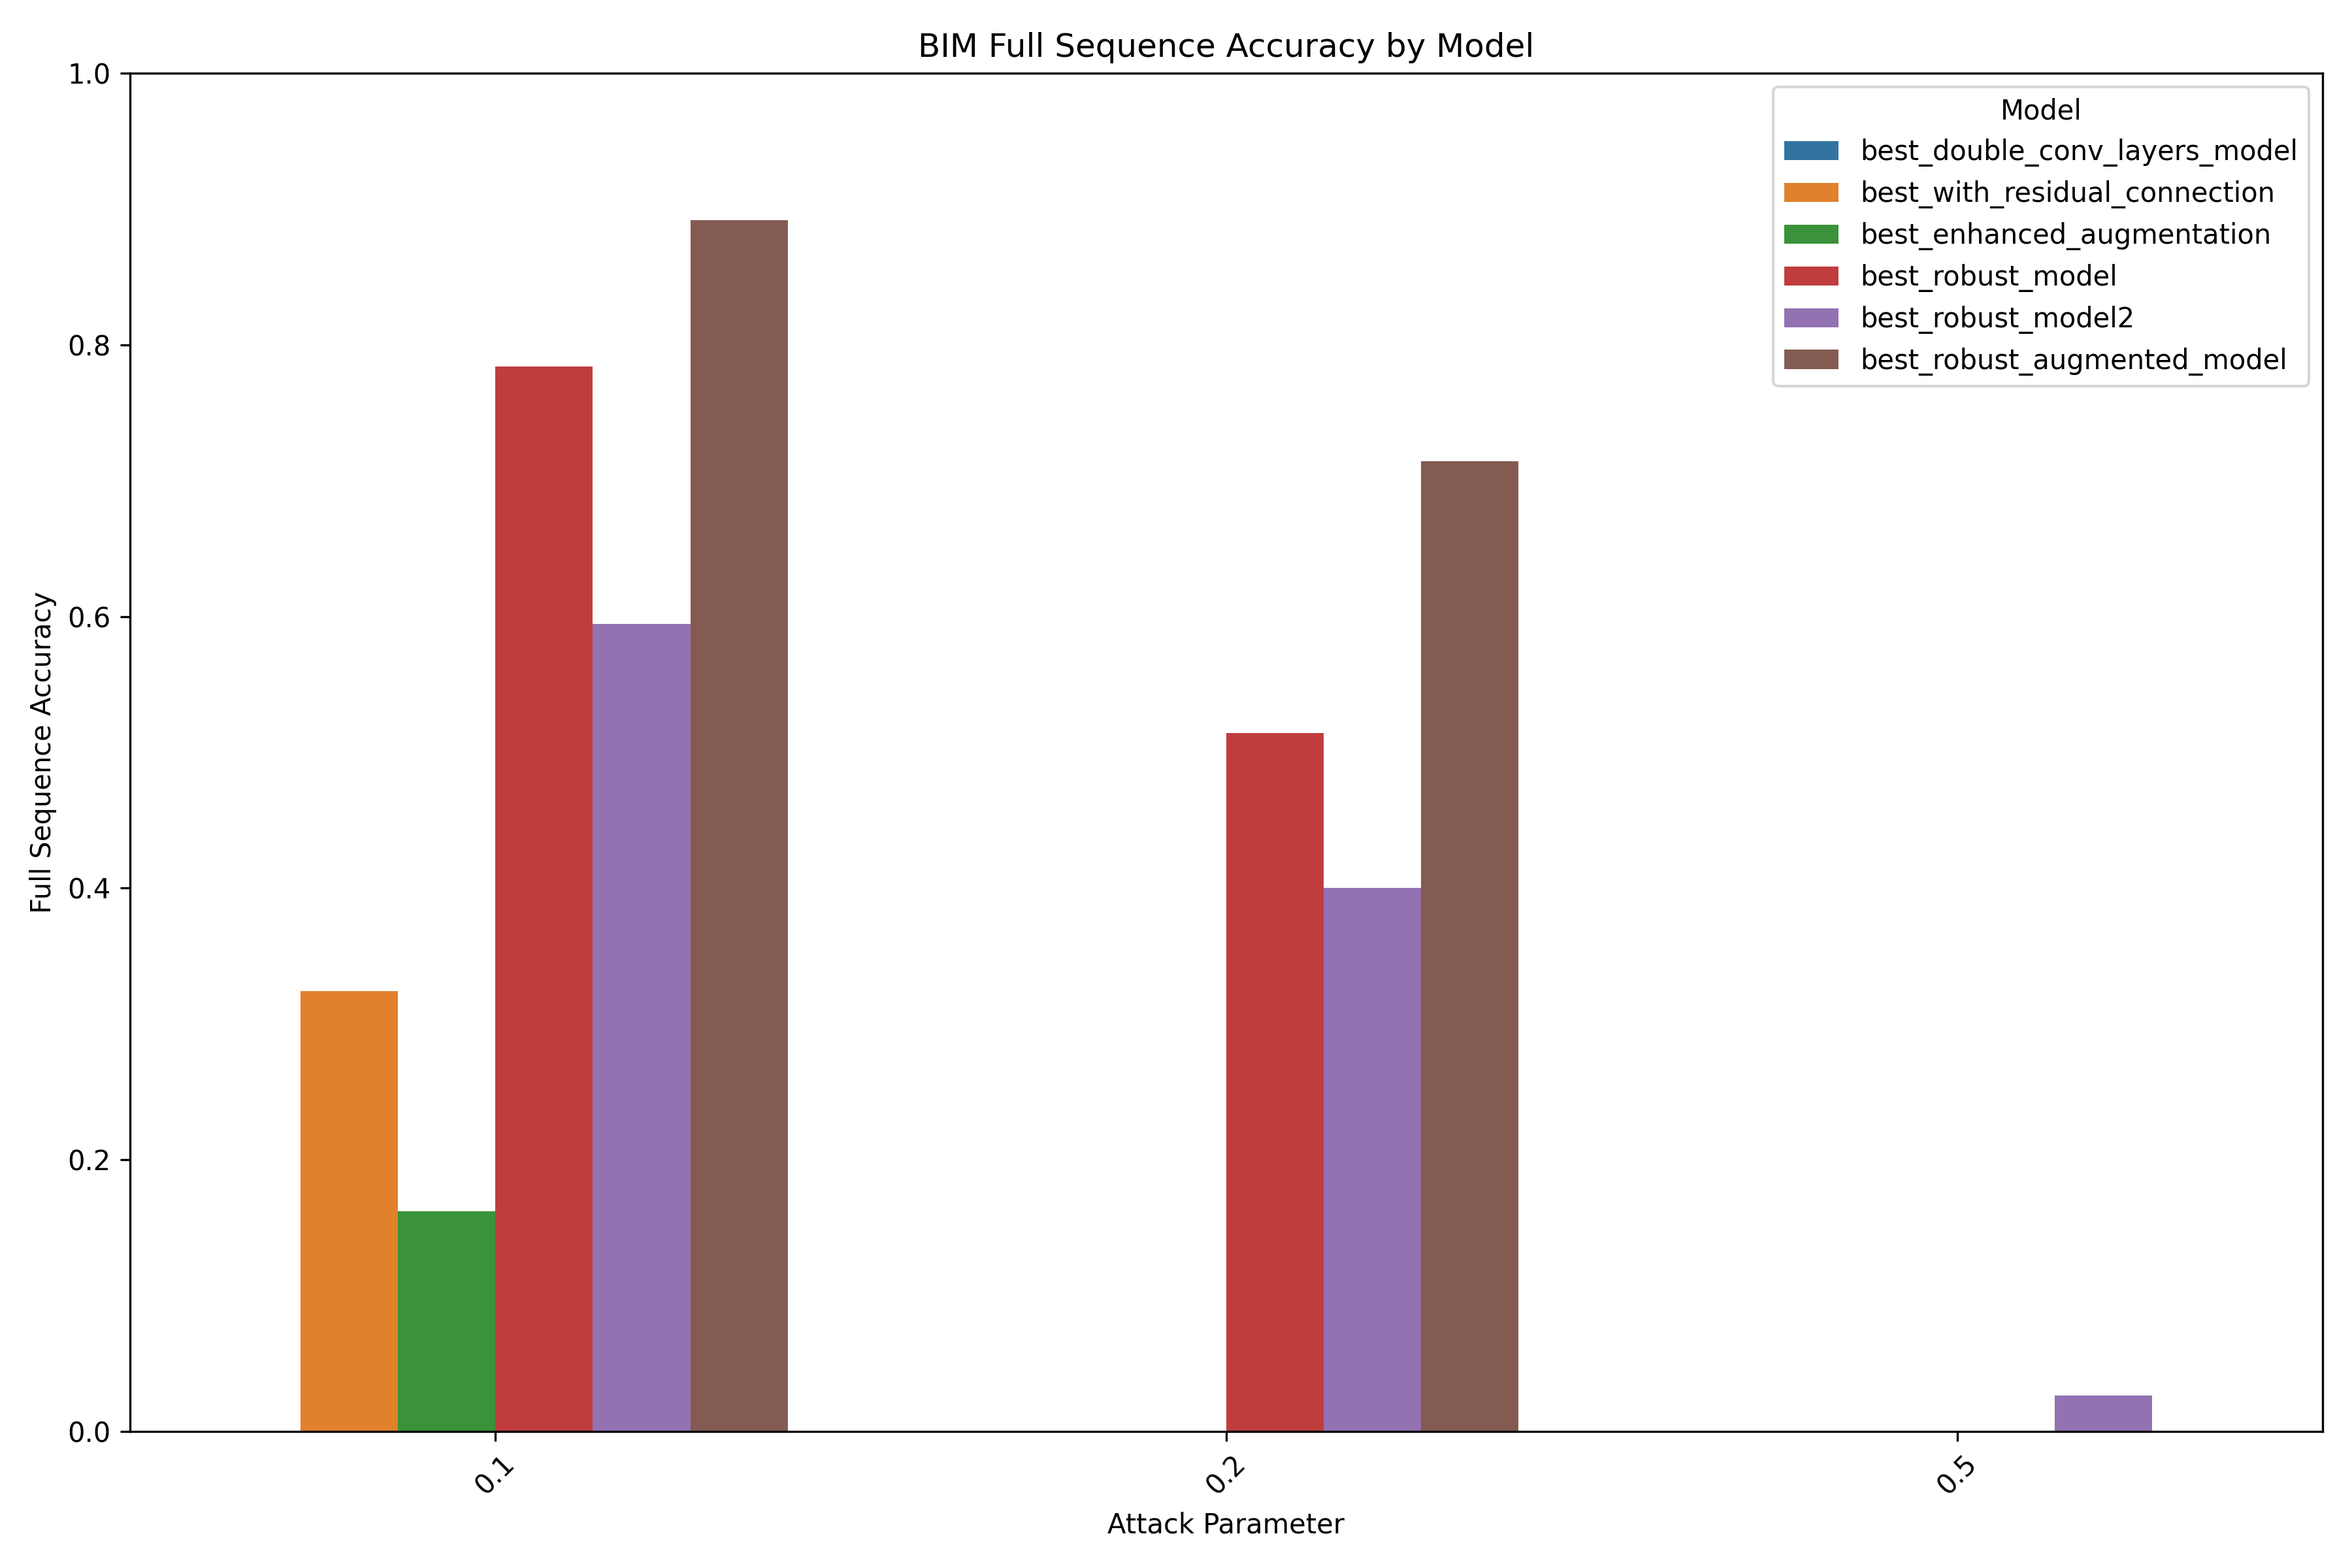 BIM Full Sequence Accuracy by Model
Full Sequence Accuracy
1.0
0.8
0.6
0.4
0.2
0.0
Model
best_double_conv_layers_model
best_with_residual_connection
best_enhanced_augmentation
best_robust_model
best_robust_model2
best_robust_augmented_model
0.1
0.2
0.5
Attack Parameter